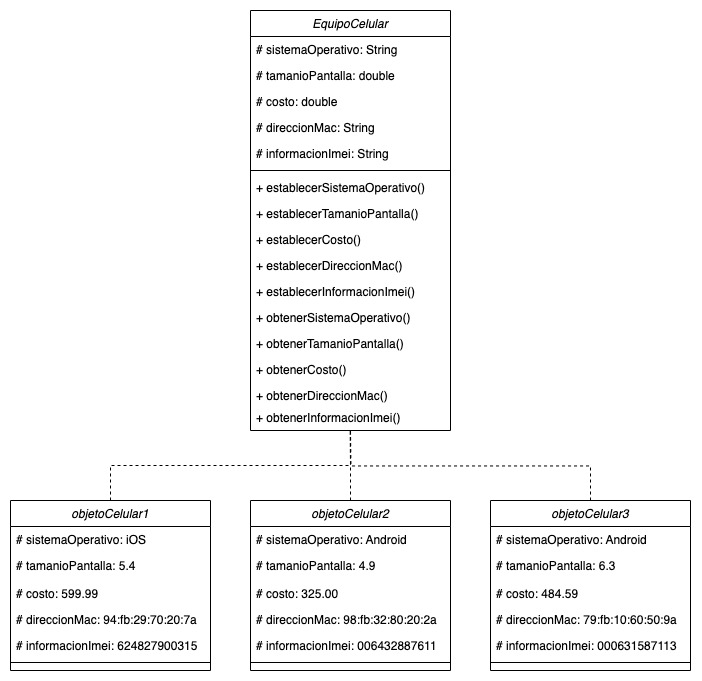 EquipoCelular
# sistemaOperativo: String
# tamanioPantalla: double
# costo: double
# direccionMac: String
# informacionImei: String
+ establecerSistemaOperativo()
+ establecerTamanioPantalla()
+ establecerCosto()
+ establecerDireccionMac()
+ establecerInformacionImei()
+ obtenerSistemaOperativo()
+ obtenerTamanioPantalla()
+ obtenerCosto()
+ obtenerDireccionMac()
+ obtenerInformacionImei()
objetoCelular1
# sistemaOperativo: iOS
# tamanioPantalla: 5.4
# costo: 599.99
# direccionMac: 94:fb:29:70:20:7a
# informacionImei: 624827900315
objetoCelular2
# sistemaOperativo: Android
# tamanioPantalla: 4.9
# costo: 325.00
# direccionMac: 98:fb:32:80:20:2a
# informacionImei: 006432887611
objetoCelular3
# sistemaOperativo: Android
# tamanioPantalla: 6.3
# costo: 484.59
# direccionMac: 79:fb:10:60:50:9a
# informacionImei: 000631587113